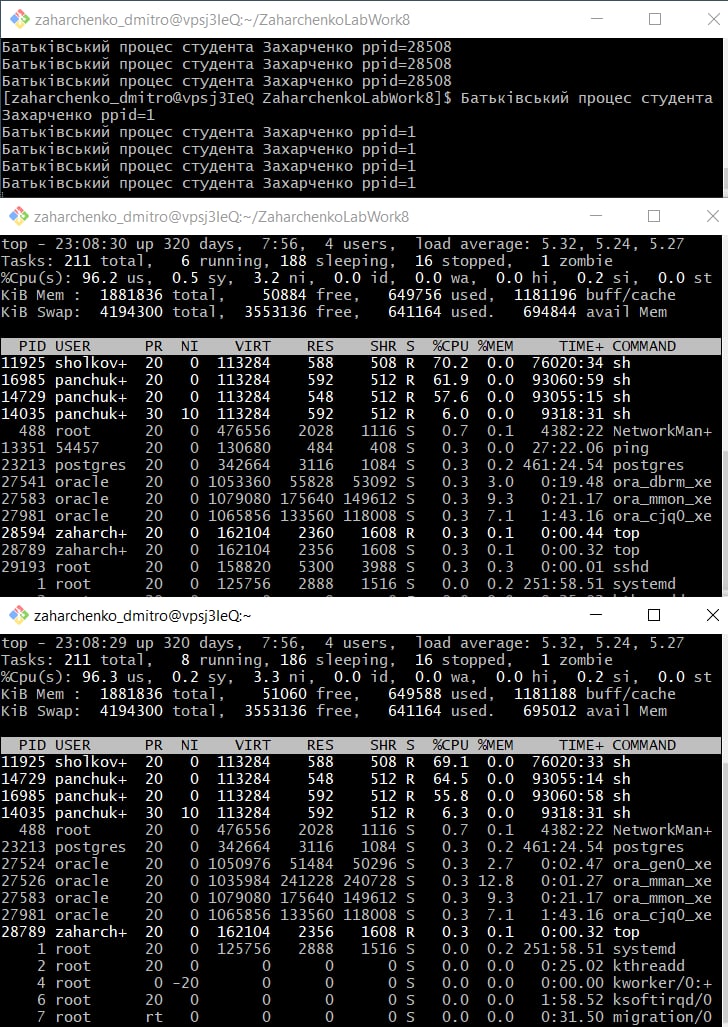 zaharchenko_dmitro@vpsj3IeQ:~/ZaharchenkoLabWork8
Батьківський процес студента Захарченко ppid=28508
Батьківський процес студента Захарченко ppid=28508
Батьківський процес студента Захарченко ppid=28508
[zaharchenko_dmitro@vpsj3IeQ ZaharchenkoLabWork8]$ Батьківський процес студента
Захарченко ppid=1
Батьківський процес студента Захарченко ppid=1
Батьківський процес студента Захарченко ppid=1
Батьківський процес студента Захарченко ppid=1
Батьківський процес студента Захарченко ppid=1
zaharchenko_dmitro@vpsj3IeQ:~/ZaharchenkoLabWork8
top - 23:08:30 up 320 days,  7:56,  4 users,  load average: 5.32, 5.24, 5.27
Tasks: 211 total,   6 running, 188 sleeping,  16 stopped,   1 zombie
%Cpu(s): 96.2 us,  0.5 sy,  3.2 ni,  0.0 id,  0.0 wa,  0.0 hi,  0.2 si,  0.0 st
KiB Mem :  1881836 total,    50884 free,   649756 used,  1181196 buff/cache
KiB Swap:  4194300 total,  3553136 free,   641164 used.   694844 avail Mem
PID USER PR NI VIRT RES SHR S %CPU %MEM TIME+ COMMAND
11925 sholkov+ 20 0 113284 588 508 R 70.2 0.0 76020:34 sh
16985 panchuk+ 20 0 113284 592 512 R 61.9 0.0 93060:59 sh
14729 panchuk+ 20 0 113284 548 512 R 57.6 0.0 93055:15 sh
14035 panchuk+ 30 10 113284 592 512 R 6.0 0.0 9318:31 sh
488 root 20 0 476556 2028 1116 S 0.7 0.1 4382:22 NetworkMan+
13351 54457 20 0 130680 484 408 S 0.3 0.0 27:22.06 ping
23213 postgres 20 0 342664 3116 1084 S 0.3 0.2 461:24.54 postgres
27541 oracle 20 0 1053360 55828 53092 S 0.3 3.0 0:19.48 ora_dbrm_xe
27583 oracle 20 0 1079080 175640 149612 S 0.3 9.3 0:21.17 ora_mmon_xe
27981 oracle 20 0 1065856 133560 118008 S 0.3 7.1 1:43.16 ora_cjq0_xe
28594 zaharch+ 20 0 162104 2360 1608 R 0.3 0.1 0:00.44 top
28789 zaharch+ 20 0 162104 2356 1608 S 0.3 0.1 0:00.32 top
29193 root 20 0 158820 5300 3988 S 0.3 0.3 0:00.01 sshd
1 root 20 0 125756 2888 1516 S 0.0 0.2 251:58.51 systemd
zaharchenko_dmitro@vpsj3IeQ:~
top - 23:08:29 up 320 days,  7:56,  4 users,  load average: 5.32, 5.24, 5.27
Tasks: 211 total,   8 running, 186 sleeping,  16 stopped,   1 zombie
%Cpu(s): 96.3 us,  0.2 sy,  3.3 ni,  0.0 id,  0.0 wa,  0.0 hi,  0.2 si,  0.0 st
KiB Mem :  1881836 total,    51060 free,   649588 used,  1181188 buff/cache
KiB Swap:  4194300 total,  3553136 free,   641164 used.   695012 avail Mem
PID USER PR NI VIRT RES SHR S %CPU %MEM TIME+ COMMAND
11925 sholkov+ 20 0 113284 588 508 R 69.1 0.0 76020:33 sh
14729 panchuk+ 20 0 113284 548 512 R 64.5 0.0 93055:14 sh
16985 panchuk+ 20 0 113284 592 512 R 55.8 0.0 93060:58 sh
14035 panchuk+ 30 10 113284 592 512 R 6.3 0.0 9318:31 sh
488 root 20 0 476556 2028 1116 S 0.7 0.1 4382:22 NetworkMan+
23213 postgres 20 0 342664 3116 1084 S 0.3 0.2 461:24.54 postgres
27524 oracle 20 0 1050976 51484 50296 S 0.3 2.7 0:02.47 ora_gen0_xe
27526 oracle 20 0 1035984 241228 240728 S 0.3 12.8 0:01.27 ora_mman_xe
27583 oracle 20 0 1079080 175640 149612 S 0.3 9.3 0:21.17 ora_mmon_xe
27981 oracle 20 0 1065856 133560 118008 S 0.3 7.1 1:43.16 ora_cjq0_xe
28789 zaharch+ 20 0 162104 2356 1608 R 0.3 0.1 0:00.32 top
1 root 20 0 125756 2888 1516 S 0.0 0.2 251:58.51 systemd
2 root 20 0 0 0 0 S 0.0 0.0 0:25.02 kthreadd
4 root 0 -20 0 0 0 S 0.0 0.0 0:00.00 kworker/0:+
6 root 20 0 0 0 0 S 0.0 0.0 1:58.52 ksoftirqd/0
7 root rt 0 0 0 0 S 0.0 0.0 0:31.50 migration/0